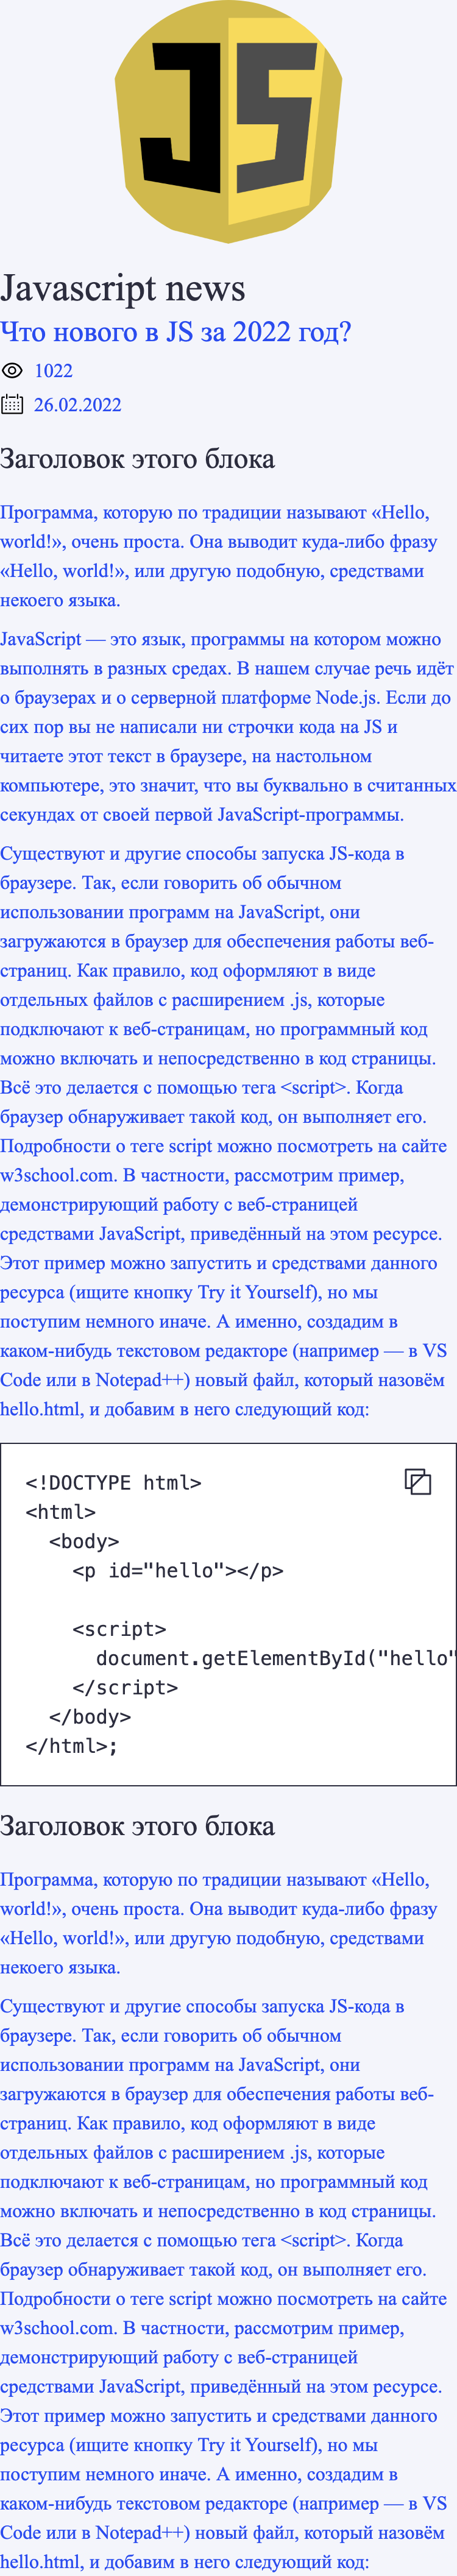 JS
Javascript news
Что нового в JS за 2022 год?
1022
26.02.2022
Заголовок этого блока
Программа, которую по традиции называют «Hello,
world!», очень проста. Она выводит куда-либо фразу
«Hello, world!», или другую подобную, средствами
некоего языка.
JavaScript — это язык, программы на котором можно
выполнять в разных средах. В нашем случае речь идёт
о браузерах и о серверной платформе Node.js. Если до
сих пор вы не написали ни строчки кода на JS и
читаете этот текст в браузере, на настольном
компьютере, это значит, что вы буквально в считанных
секундах от своей первой JavaScript-программы.
Существуют и другие способы запуска JS-кода в
браузере. Так, если говорить об обычном
использовании программ на JavaScript, они
загружаются в браузер для обеспечения работы веб-
страниц. Как правило, код оформляют в виде
отдельных файлов с расширением .js, которые
подключают к веб-страницам, но программный код
можно включать и непосредственно в код страницы.
Всё это делается с помощью тега <script>. Когда
браузер обнаруживает такой код, он выполняет его.
Подробности о теге script можно посмотреть на сайте
w3school.com. В частности, рассмотрим пример,
демонстрирующий работу с веб-страницей
средствами JavaScript, приведённый на этом ресурсе.
Этот пример можно запустить и средствами данного
ресурса (ищите кнопку Try it Yourself), но мы
поступим немного иначе. А именно, создадим в
каком-нибудь текстовом редакторе (например — в VS
Code или в Notepad++) новый файл, который назовём
hello.html, и добавим в него следующий код:
<!DOCTYPE html>
<html>
  <body>
    <p id="hello"></p>

    <script>
      document.getElementById("hello"
    </script>
  </body>
</html>;
Заголовок этого блока
Программа, которую по традиции называют «Hello,
world!», очень проста. Она выводит куда-либо фразу
«Hello, world!», или другую подобную, средствами
некоего языка.
Существуют и другие способы запуска JS-кода в
браузере. Так, если говорить об обычном
использовании программ на JavaScript, они
загружаются в браузер для обеспечения работы веб-
страниц. Как правило, код оформляют в виде
отдельных файлов с расширением .js, которые
подключают к веб-страницам, но программный код
можно включать и непосредственно в код страницы.
Всё это делается с помощью тега <script>. Когда
браузер обнаруживает такой код, он выполняет его.
Подробности о теге script можно посмотреть на сайте
w3school.com. В частности, рассмотрим пример,
демонстрирующий работу с веб-страницей
средствами JavaScript, приведённый на этом ресурсе.
Этот пример можно запустить и средствами данного
ресурса (ищите кнопку Try it Yourself), но мы
поступим немного иначе. А именно, создадим в
каком-нибудь текстовом редакторе (например — в VS
Code или в Notepad++) новый файл, который назовём
hello.html, и добавим в него следующий код: